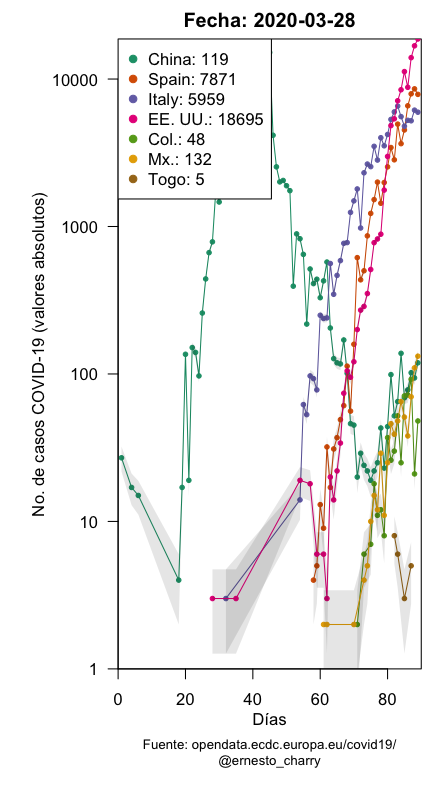 Fecha: 2020-03-28
No. de casos COVID-19 (valores absolutos)
10000
1000
100
10
1
China: 119
Spain: 7871
Italy: 5959
EE. UU.: 18695
Col.: 48
Mx.: 132
Togo: 5
0 20 40 60 80
Días
Fuente: opendata.ecdc.europa.eu/covid19/
@ernesto_charry